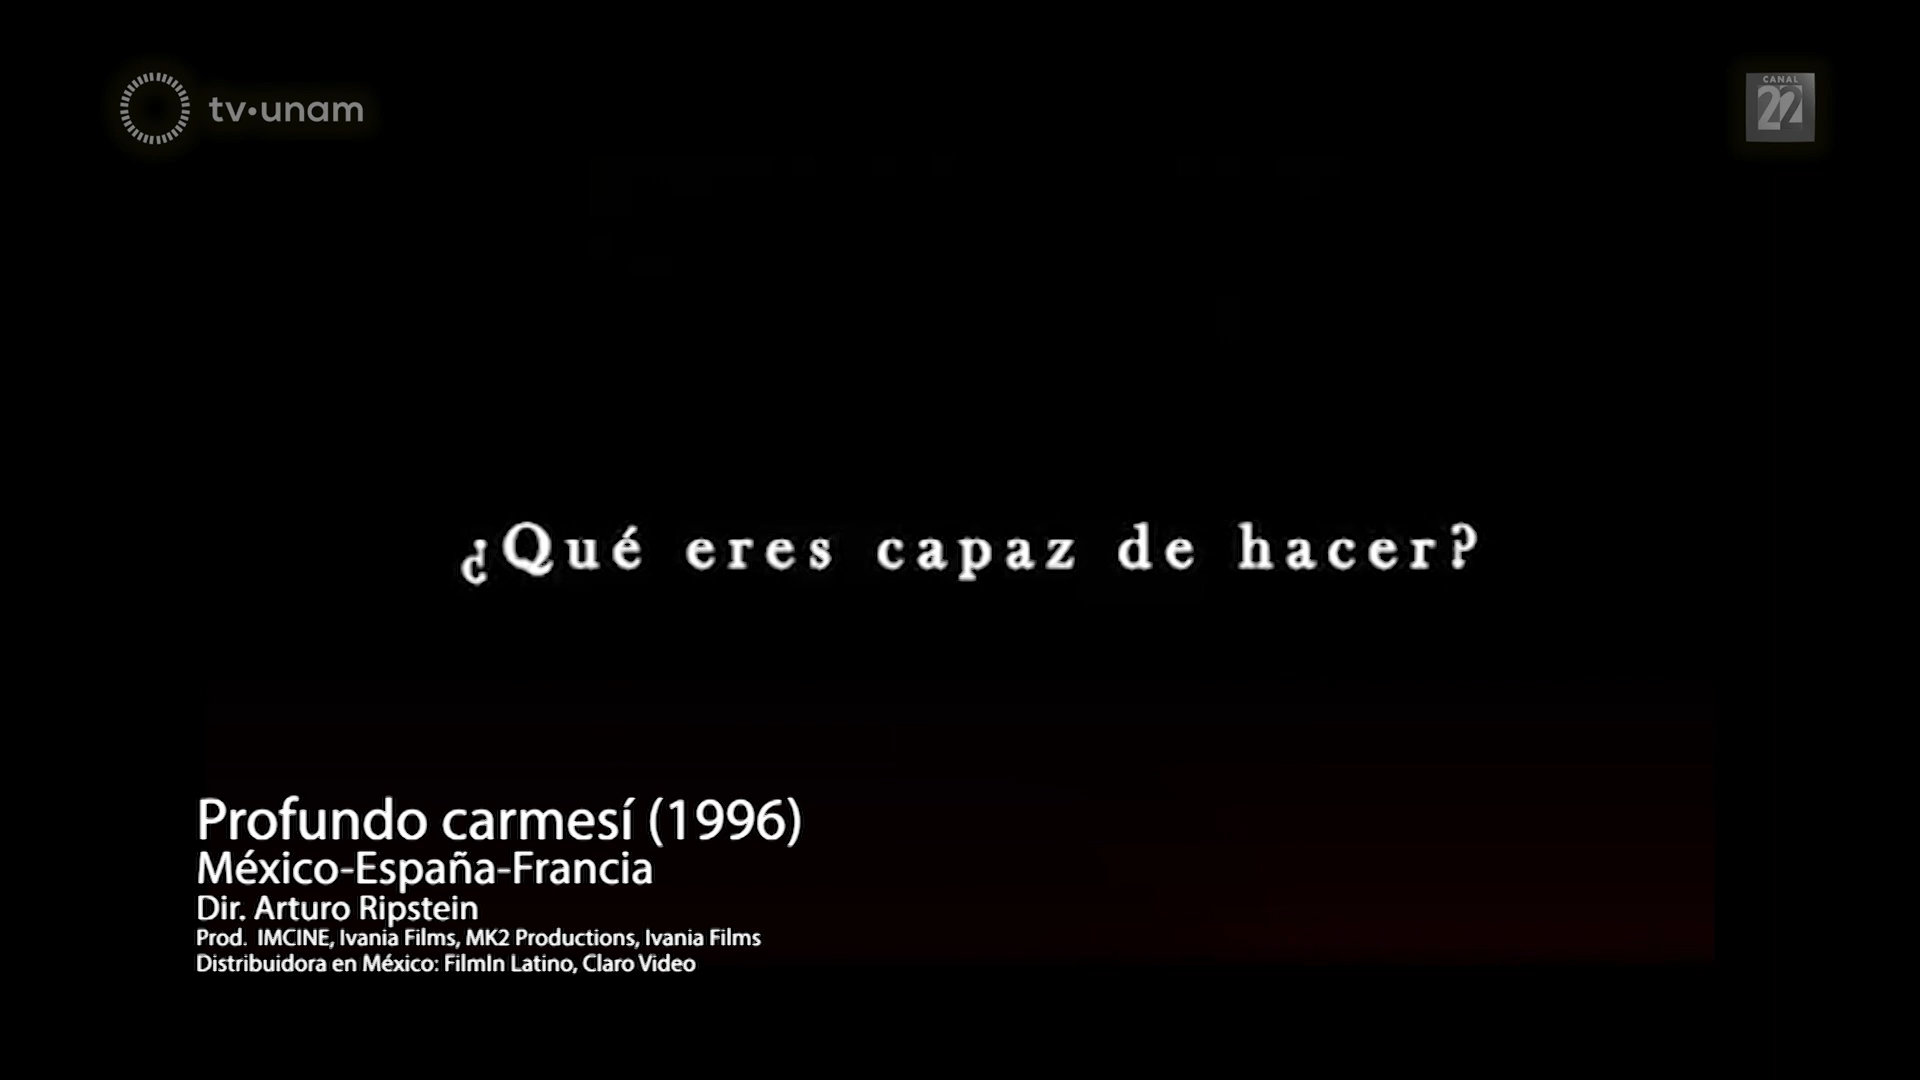 tv•unam
CANAL
22
¿Qué eres capaz de hacer?
Profundo carmesí (1996)
México-España-Francia
Dir. Arturo Ripstein
Prod. IMCINE, Ivania Films, MK2 Productions, Ivania Films
Distribuidora en México: FilmIn Latino, Claro Video